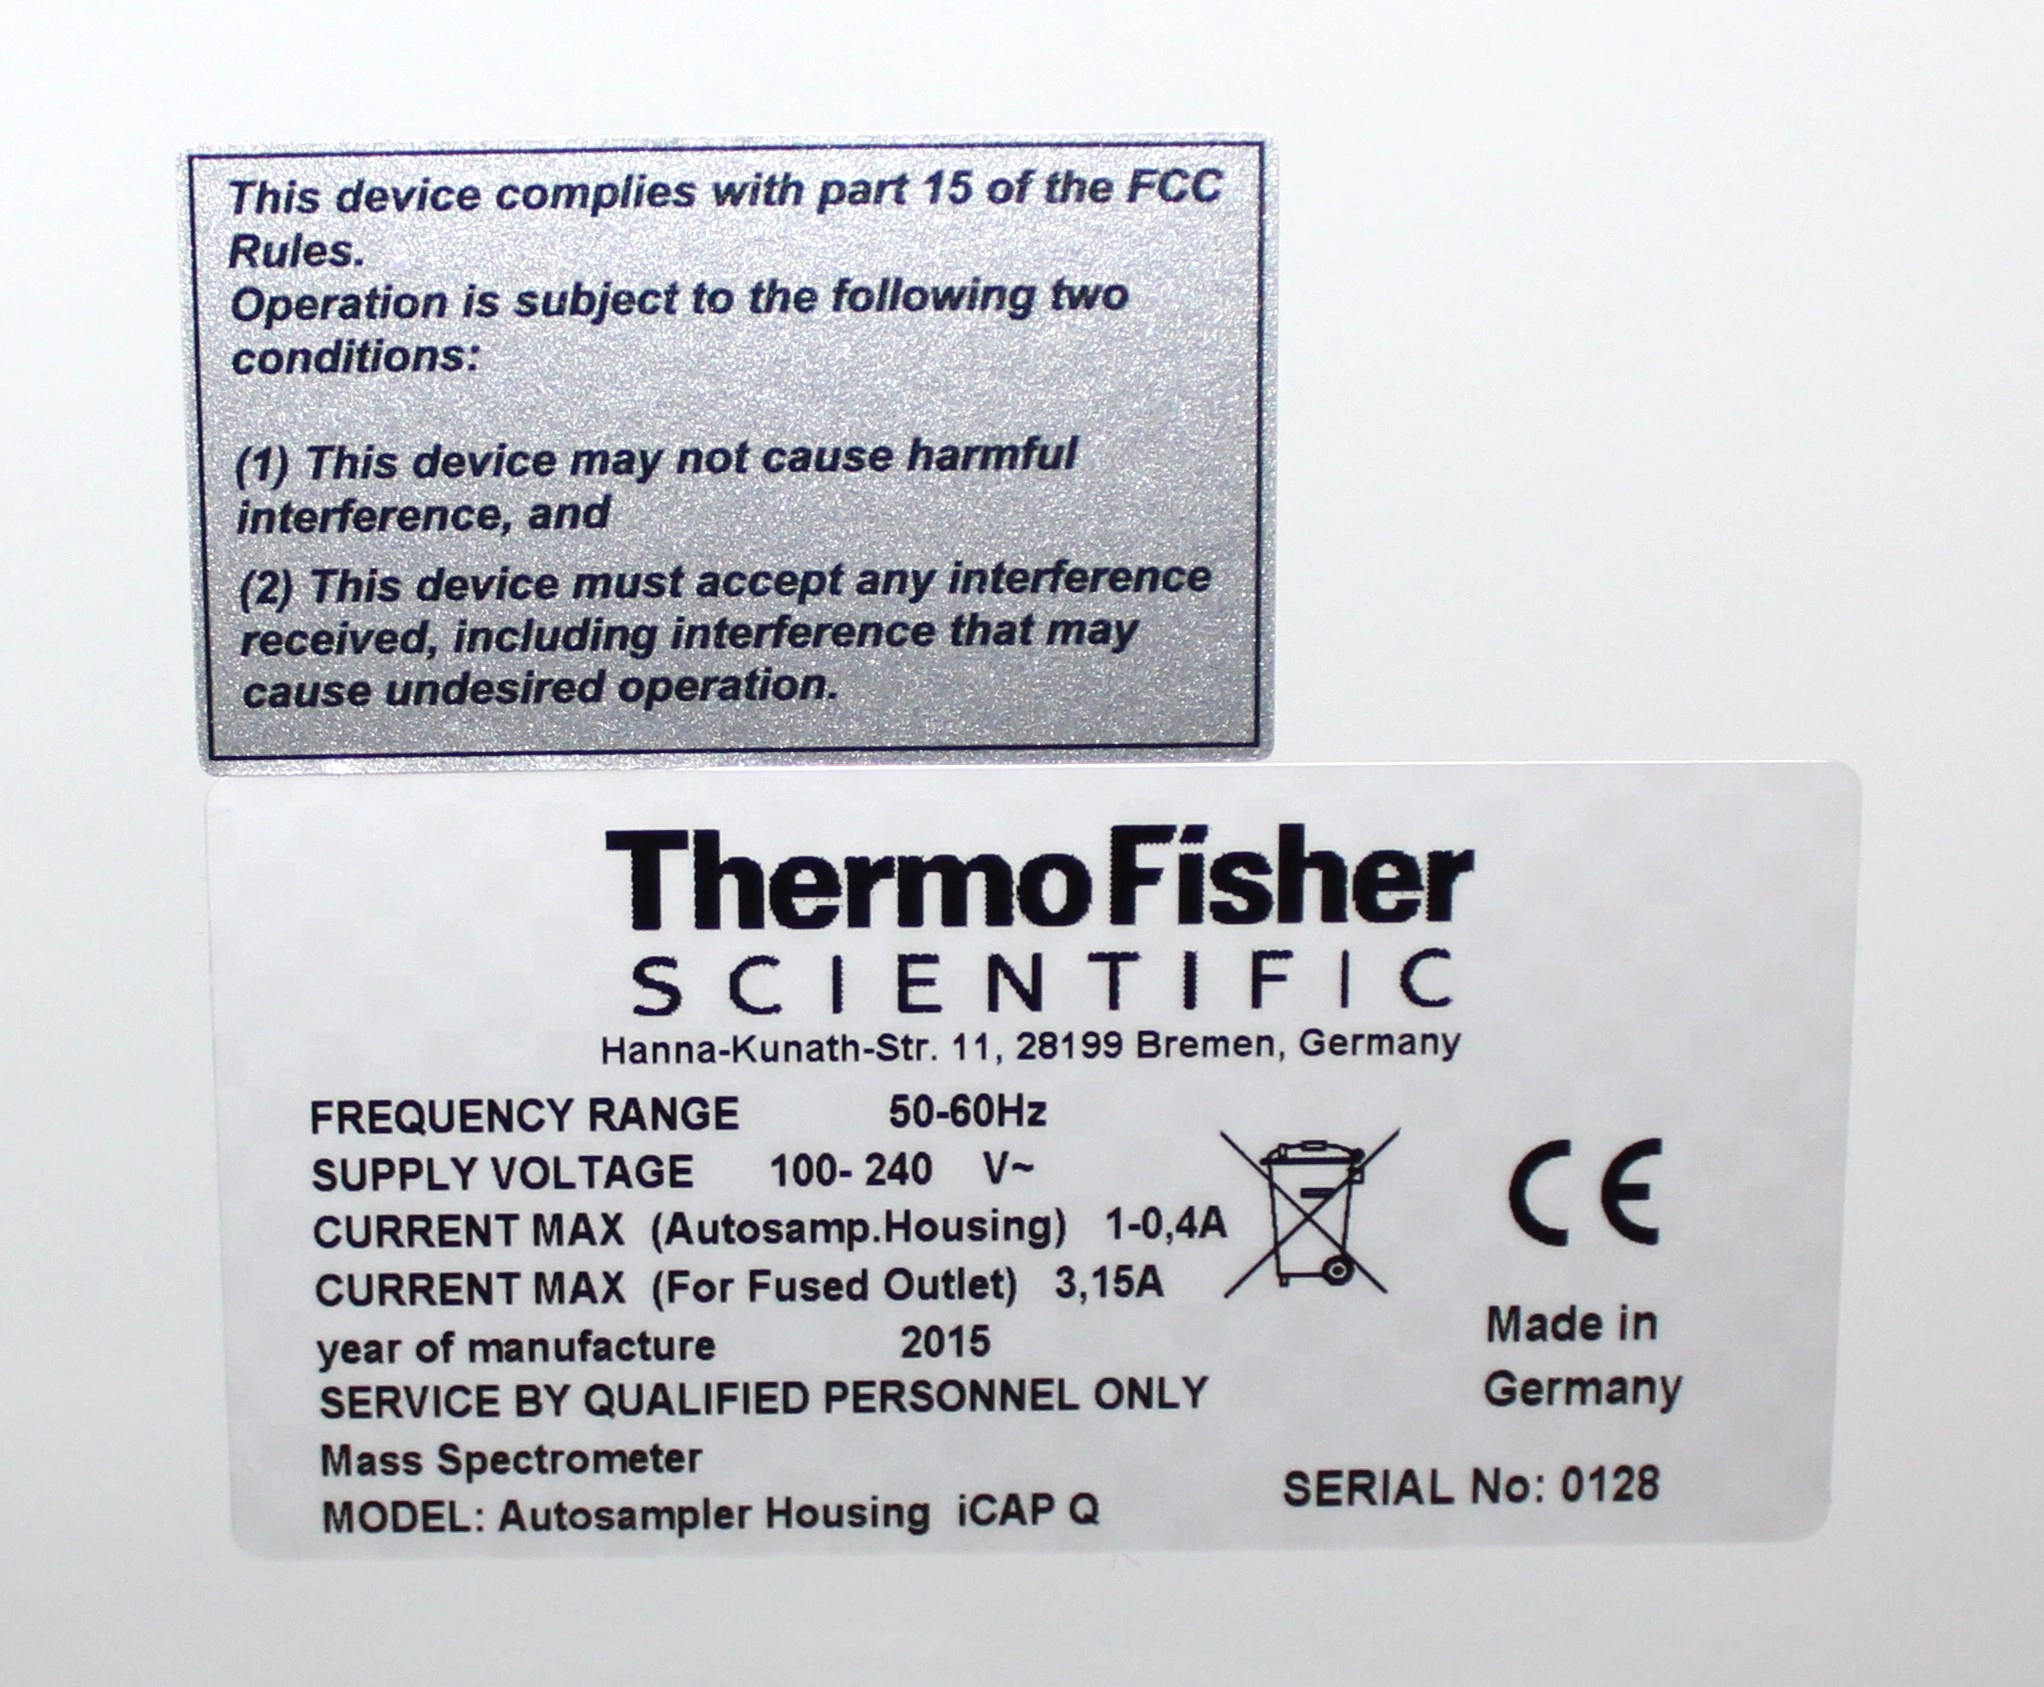 This device complies with part 15 of the FCC
Rules.
Operation is subject to the following two
conditions:
(1) This device may not cause harmful
interference, and
(2) This device must accept any interference
received, including interference that may
cause undesired operation.
ThermoFisher
SCIENTIFIC
Hanna-Kunath-Str. 11, 28199 Bremen, Germany
FREQUENCY RANGE 50-60Hz
SUPPLY VOLTAGE 100- 240 V~
CURRENT MAX (Autosamp.Housing) 1-0,4A
CURRENT MAX (For Fused Outlet) 3,15A
year of manufacture 2015
SERVICE BY QUALIFIED PERSONNEL ONLY
Mass Spectrometer
MODEL: Autosampler Housing iCAP Q
CE
Made in
Germany
SERIAL No: 0128